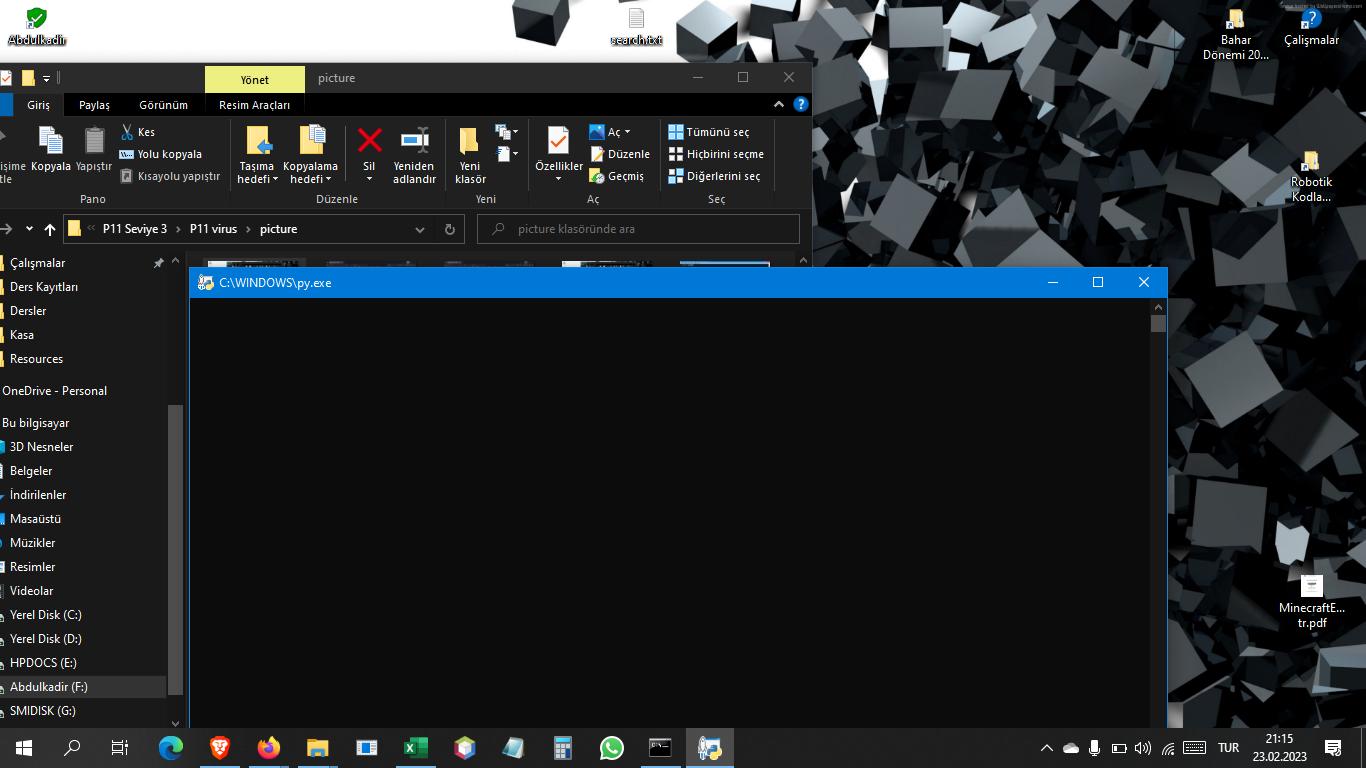 Abdulkadir
search.txt
Bahar
Dönemi 20...
Çalişmalar
Yönet
picture
Giriş
Paylaş
Görünüm
Resim Araçları
işime
tle
Kopyala
Yapıştır
Kes
Yolu kopyala
Kısayolu yapıştır
Pano
Taşıma
hedefi
Kopyalama
hedefi
Sil
Yeniden
adlandır
Düzenle
Yeni
klasör
Yeni
Özellikler
Aç
Düzenle
Geçmiş
Aç
Tümünü seç
Hiçbirini seçme
Diğerlerini seç
Seç
Robotik
Kodla...
P11 Seviye 3 > P11 virus > picture
picture klasöründe ara
Çalışmalar
Ders Kayıtları
Dersler
Kasa
Resources
OneDrive - Personal
Bu bilgisayar
3D Nesneler
Belgeler
İndirilenler
Masaüstü
Müzikler
Resimler
Videolar
Yerel Disk (C:)
Yerel Disk (D:)
HPDOCS (E:)
Abdulkadir (F:)
SMIDISK (G:)
C:\WINDOWS\py.exe
MinecraftE...
tr.pdf
TUR
21:15
23.02.2023